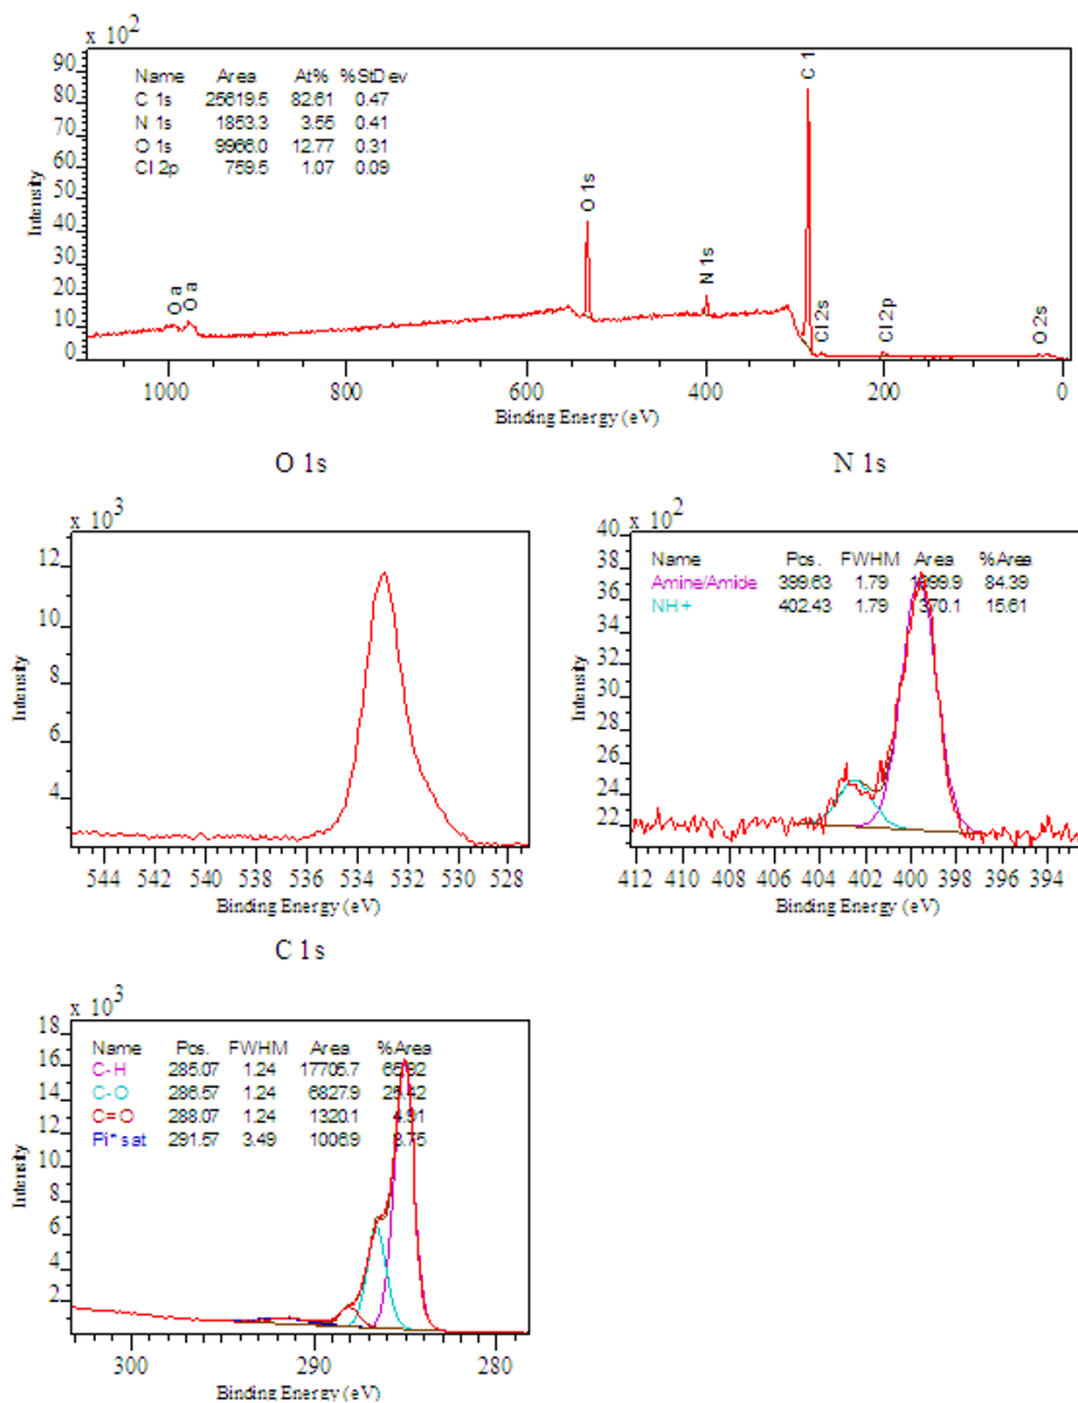 x 10²
Name Area At% %StDev
C 1s 25619.5 82.61 0.47
N 1s 1853.3 3.55 0.41
O 1s 9966.0 12.77 0.31
Cl 2p 759.5 1.07 0.09
90
80
70
60
50
40
30
20
10
0
Intensity
O a
O a
O 1s
N 1s
C 1
Cl 2s
Cl 2p
O 2s
1000 800 600 400 200 0
Binding Energy (eV)
O 1s
x 10³
12
10
8
6
4
Intensity
544 542 540 538 536 534 532 530 528
Binding Energy (eV)
N 1s
40 x 10²
Name Pos. FWHM Area %Area
Amine/Amide 399.63 1.79 84.39
NH+ 402.43 1.79 370.1 15.61
38
36
34
32
30
28
26
24
22
Intensity
412 410 408 406 404 402 400 398 396 394
Binding Energy (eV)
C 1s
x 10³
Name Pos. FWHM Area %Area
C-H 285.07 1.24 17705.7
C-O 286.57 1.24 6827.9
C=O 288.07 1.24 1320.1
Pi* sat 291.57 3.49 1006.9
18
16
14
12
10
8
6
4
2
Intensity
300 290 280
Binding Energy (eV)